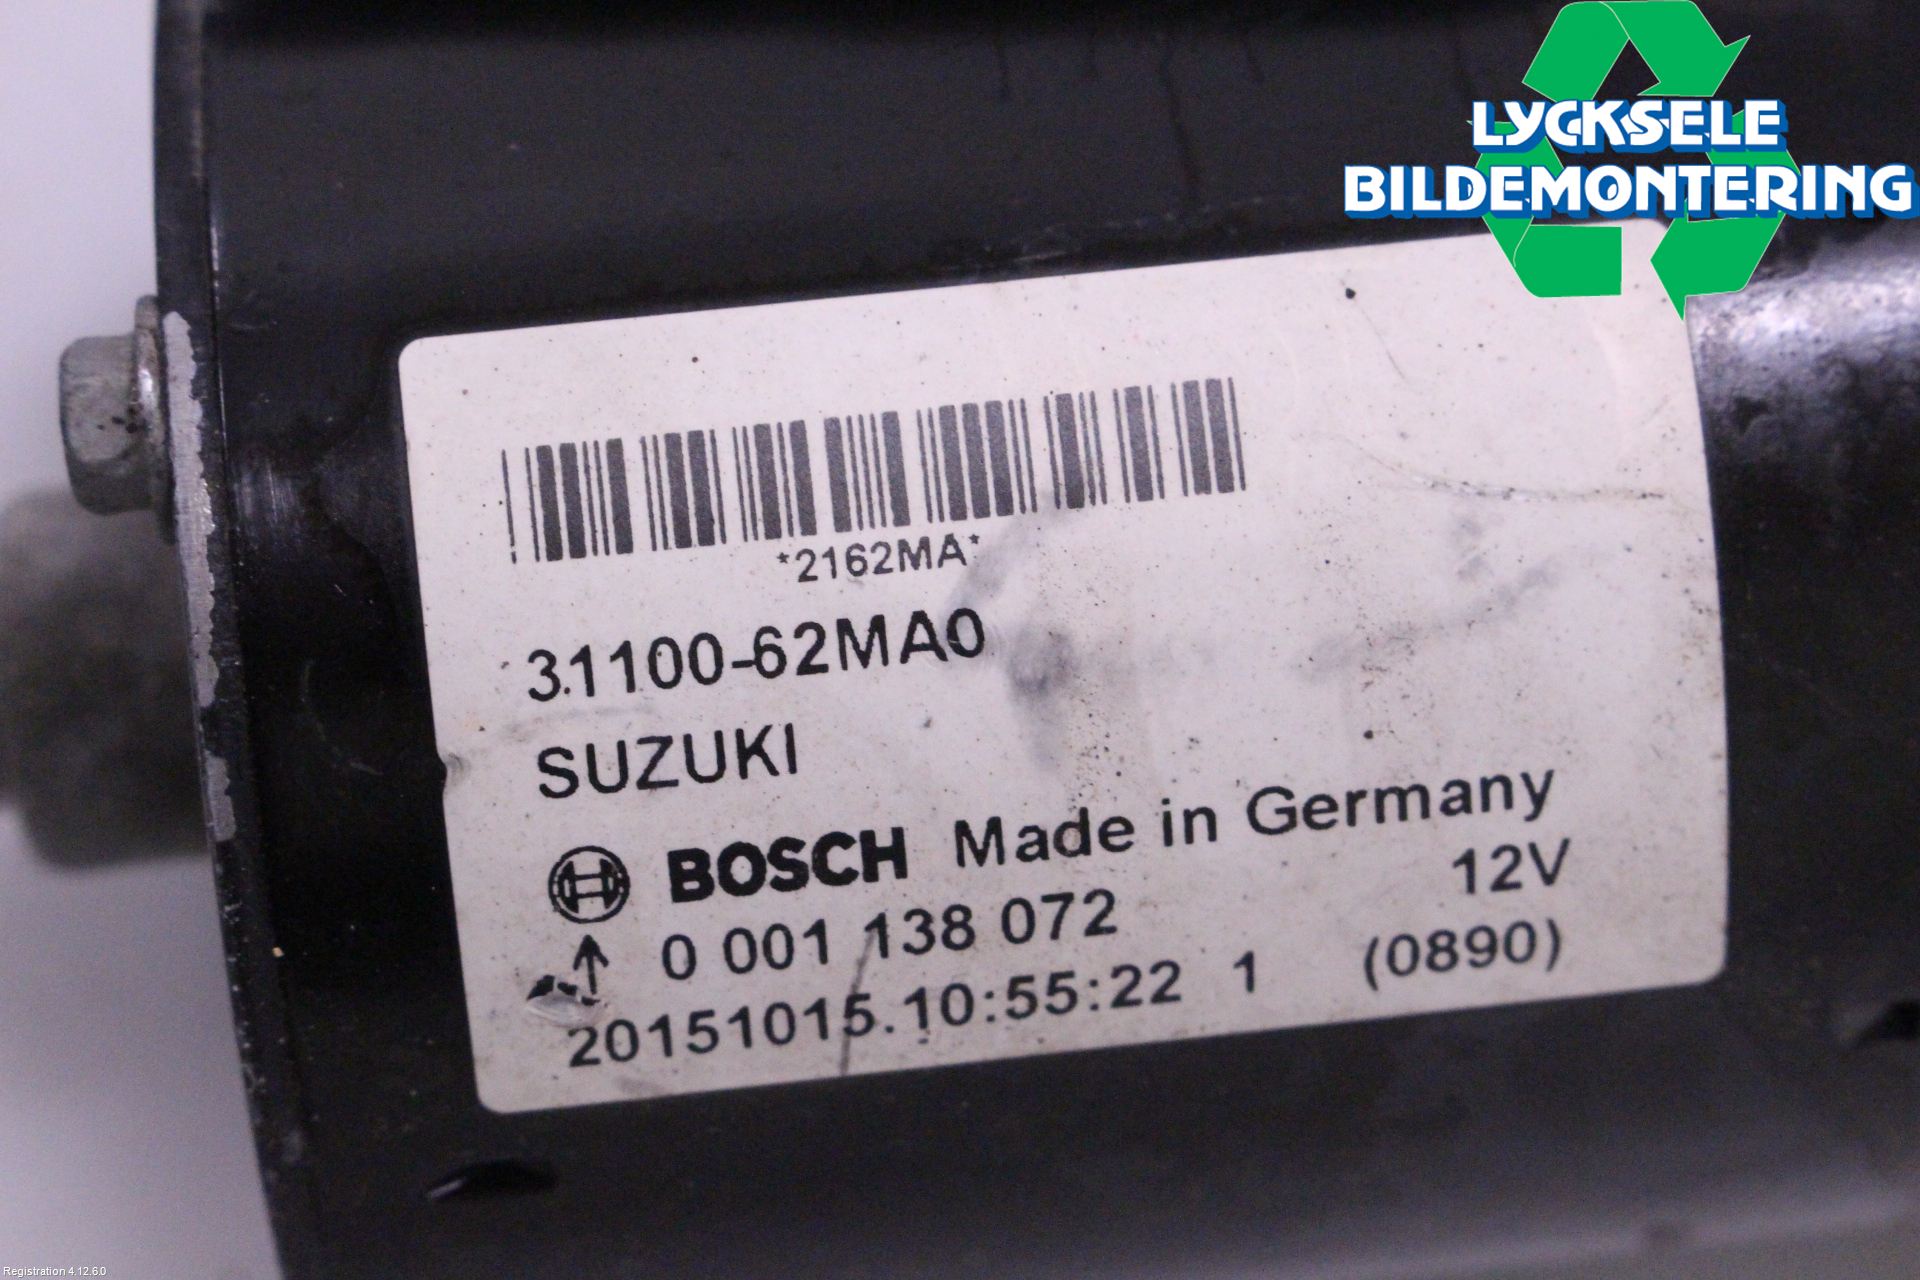 LYCKSELE
BILDEMONTERING
*2162MA*
31100-62MA0
SUZUKI
BOSCH Made in Germany
0 001 138 072 12V
20151015.10:55:22 1 (0890)
Registration 4.12.6.0